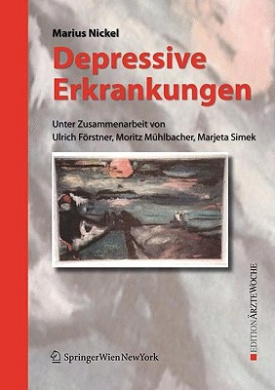 Marius Nickel
Depressive
Erkrankungen
Unter Zusammenarbeit von
Ulrich Förstner, Moritz Mühlbacher, Marjeta Simek
EDITION ÄRZTEWOCHE
SpringerWienNewYork